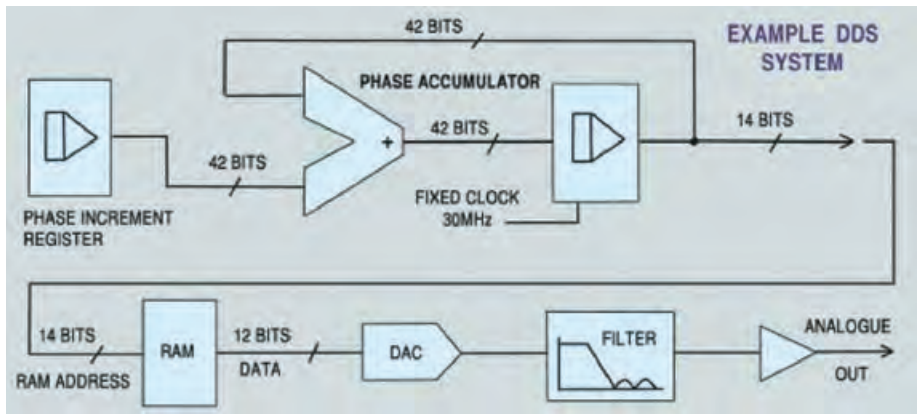 42 BITS
EXAMPLE DDS
SYSTEM
PHASE ACCUMULATOR
42 BITS
14 BITS
+
42 BITS
FIXED CLOCK
30MHz
PHASE INCREMENT
REGISTER
14 BITS
RAM ADDRESS
RAM
12 BITS
DATA
DAC
FILTER
ANALOGUE
OUT